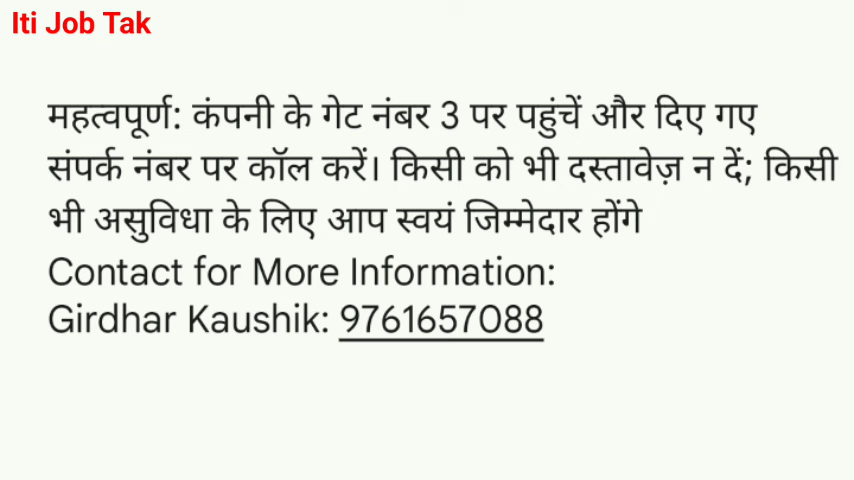 Iti Job Tak
महत्वपूर्ण: कंपनी के गेट नंबर 3 पर पहुंचें और दिए गए
संपर्क नंबर पर कॉल करें। किसी को भी दस्तावेज़ न दें; किसी
भी असुविधा के लिए आप स्वयं जिम्मेदार होंगे
Contact for More Information:
Girdhar Kaushik: 9761657088